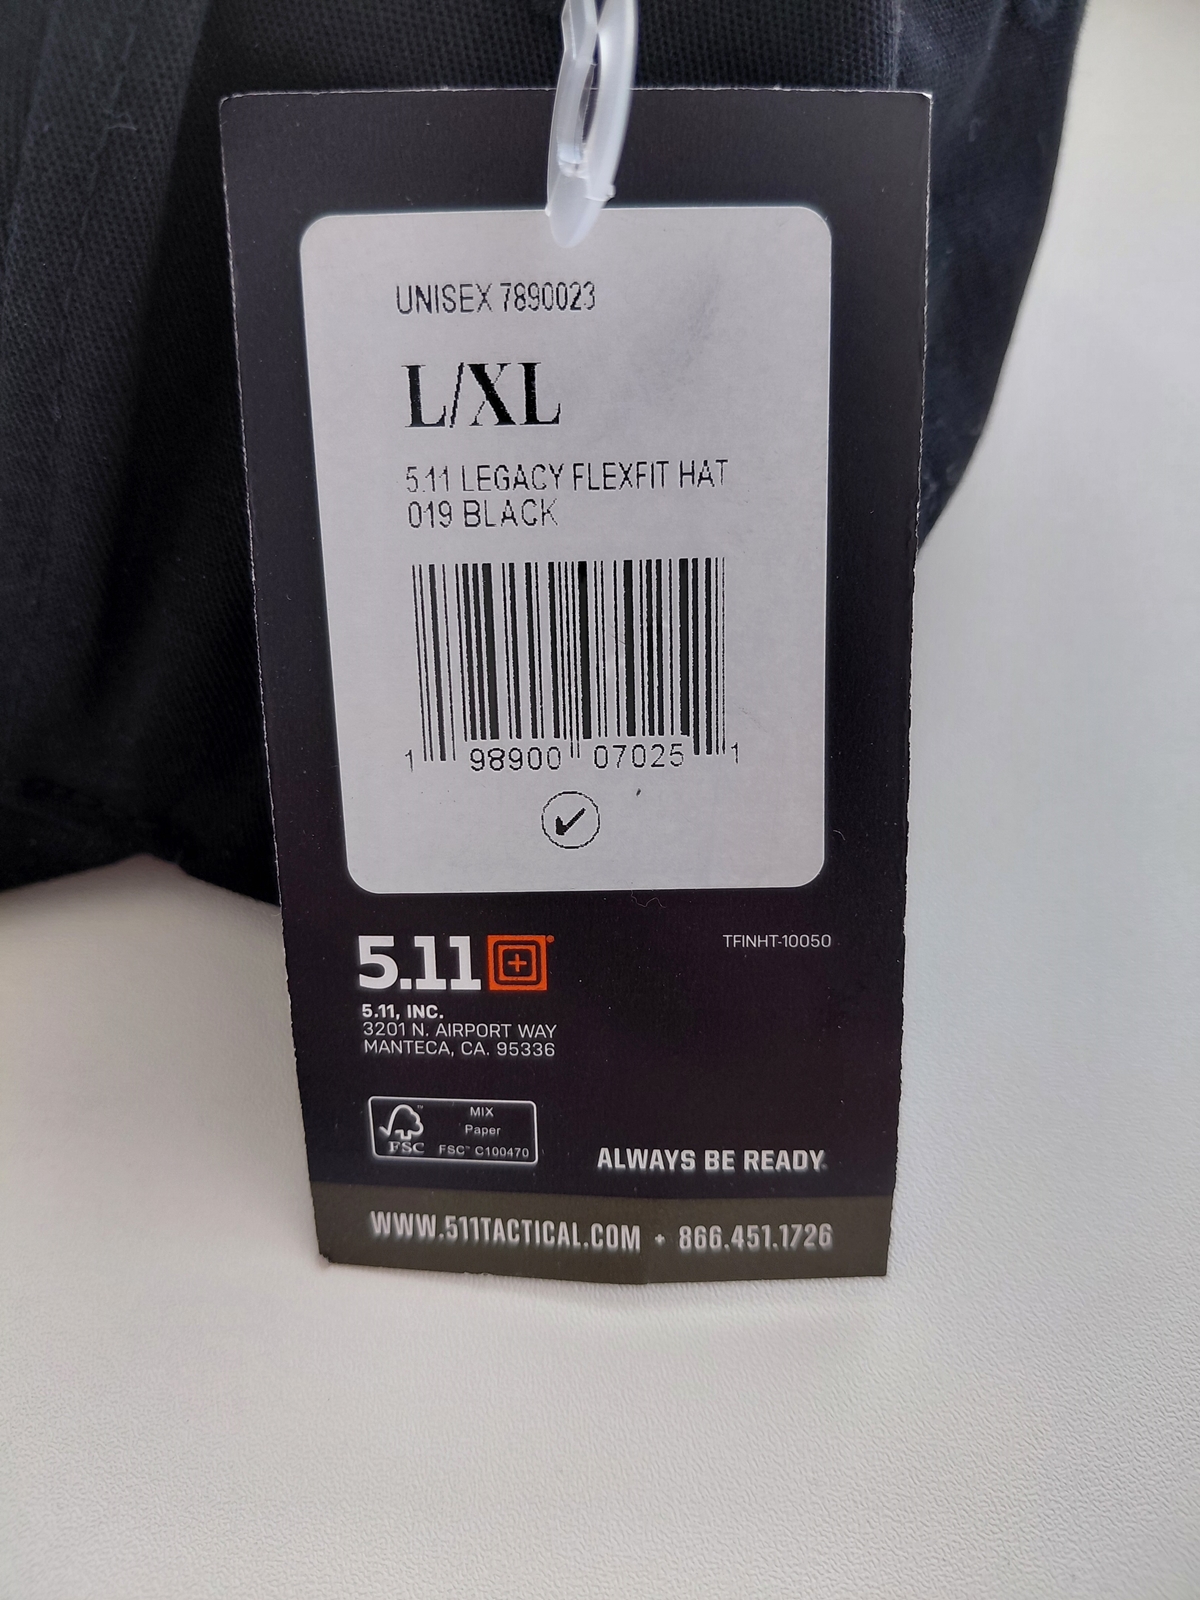 UNISEX 7890023
L/XL
5.11 LEGACY FLEXFIT HAT
019 BLACK
1 98900 07025 1
5.11®
TFINHT-10050
5.11, INC.
3201 N. AIRPORT WAY
MANTECA, CA. 95336
FSC™
MIX
Paper
FSC™ C100470
ALWAYS BE READY
WWW.511TACTICAL.COM • 866.451.1726